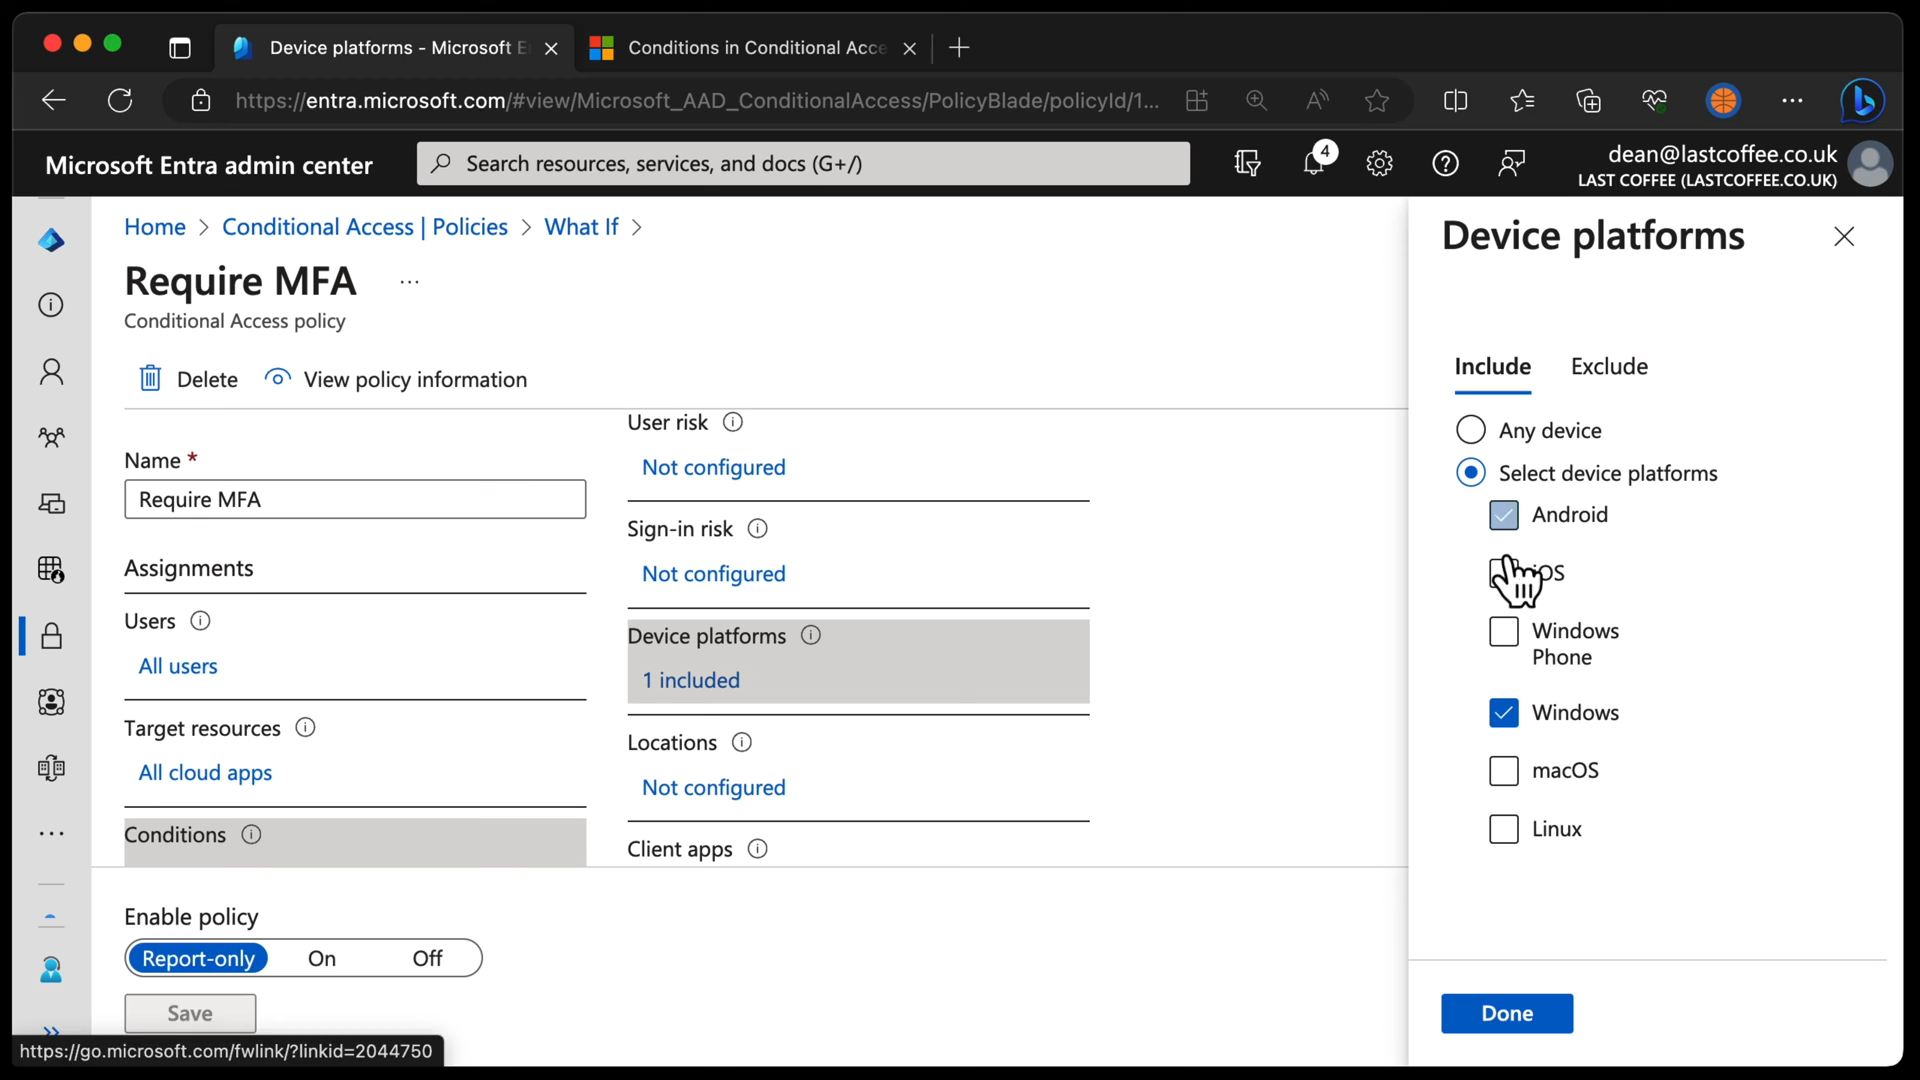 Device platforms - Microsoft E
Conditions in Conditional Acce
https://entra.microsoft.com/#view/Microsoft_AAD_ConditionalAccess/PolicyBlade/policyId/1...
Microsoft Entra admin center
Search resources, services, and docs (G+/)
4
dean@lastcoffee.co.uk
LAST COFFEE (LASTCOFFEE.CO.UK)
Home > Conditional Access | Policies > What If >
Require MFA ...
Conditional Access policy
Delete
View policy information
Name *
Require MFA
Assignments
Users
All users
Target resources
All cloud apps
Conditions
User risk
Not configured
Sign-in risk
Not configured
Device platforms
1 included
Locations
Not configured
Client apps
Enable policy
Report-only
On
Off
Save
https://go.microsoft.com/fwlink/?linkid=2044750
Device platforms
Include
Exclude
Any device
Select device platforms
Android
iOS
Windows
Phone
Windows
macOS
Linux
Done